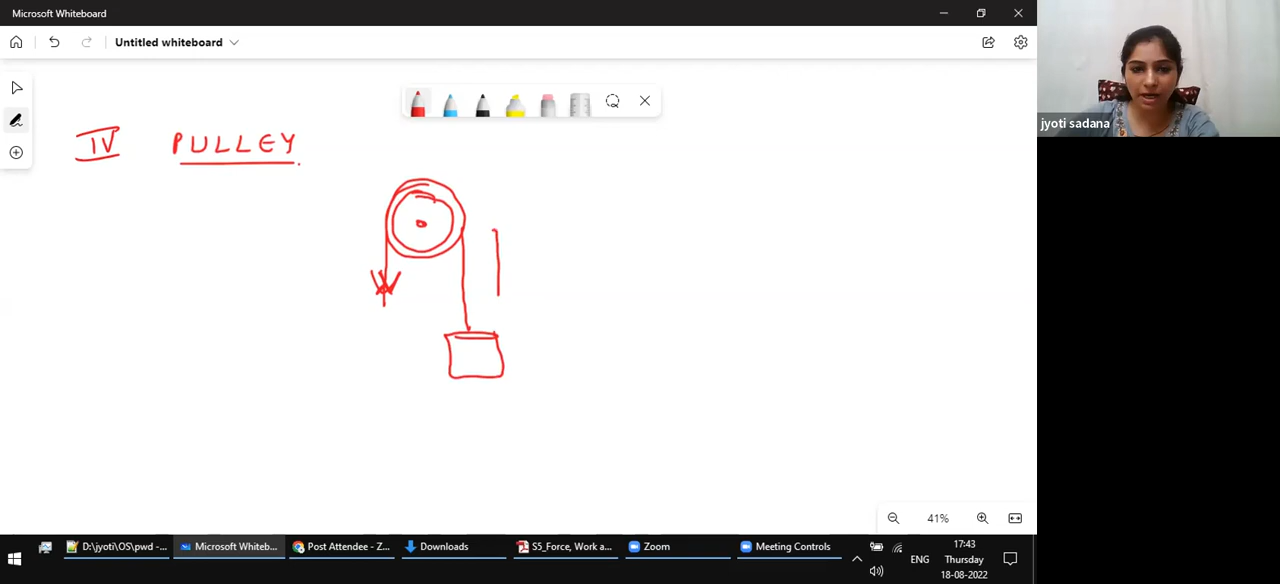 Microsoft Whiteboard
Untitled whiteboard
jyoti sadana
IV PULLEY
41%
D:\jyoti\OS\pwd -...
Microsoft Whiteb...
Post Attendee - Z...
Downloads
S5_Force, Work a...
Zoom
Meeting Controls
ENG
17:43
Thursday
18-08-2022